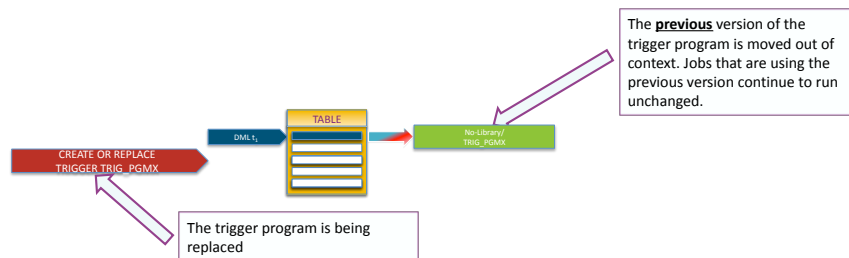 The previous version of the
trigger program is moved out of
context. Jobs that are using the
previous version continue to run
unchanged.
TABLE
DML t₁
No-Library/
TRIG_PGMX
CREATE OR REPLACE
TRIGGER TRIG_PGMX
The trigger program is being
replaced